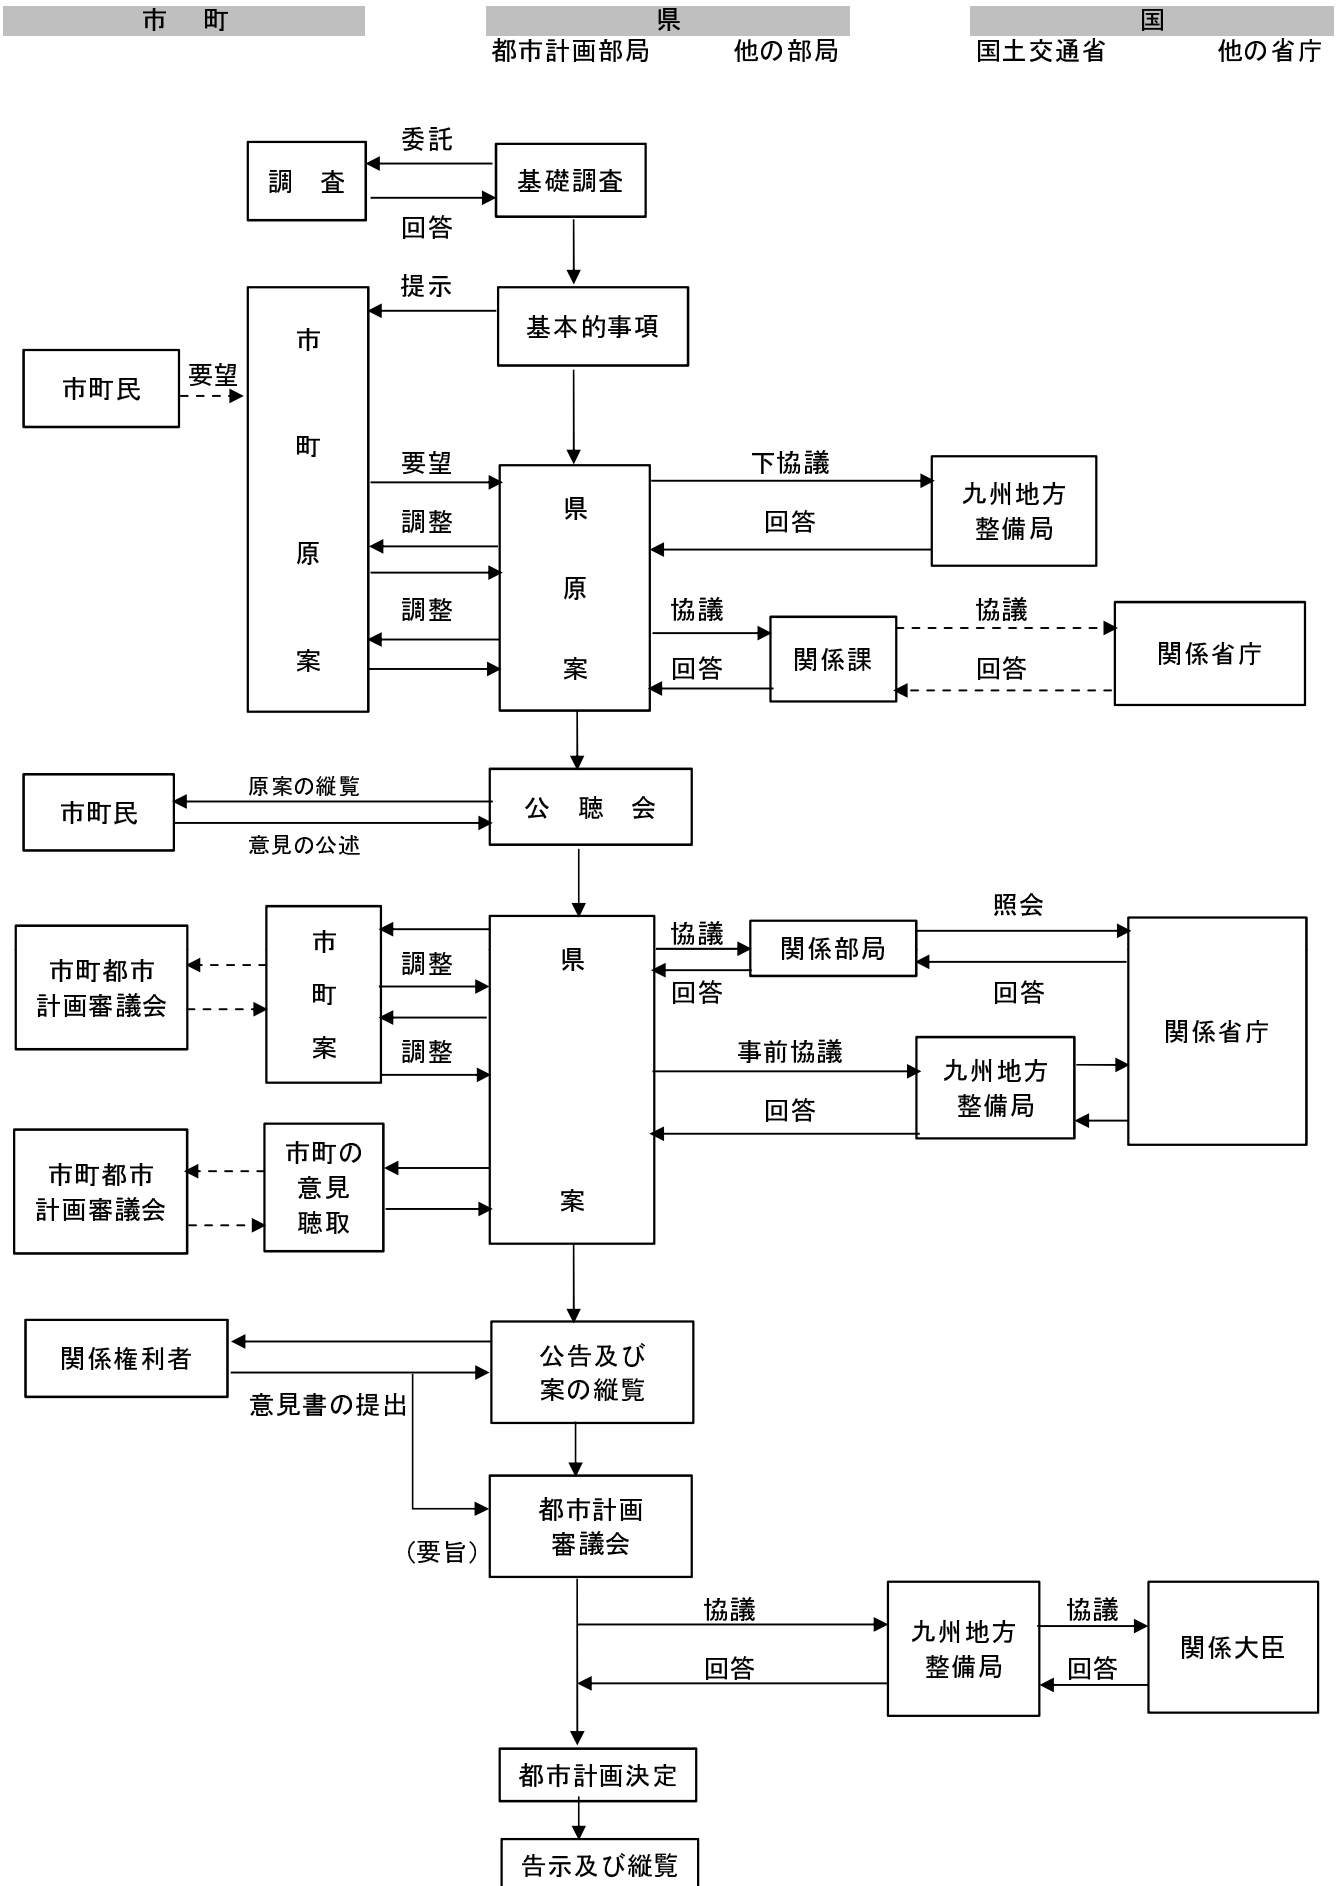 市 町
県
国
都市計画部局
他の部局
国土交通省
他の省庁
委託
調 査
基礎調査
回答
提示
基本的事項
市町原案
市町民
要望
要望
下協議
九州地方
整備局
回答
調整
県原案
調整
協議
関係課
協議
関係省庁
回答
回答
原案の縦覧
市町民
公 聴 会
意見の公述
照会
市町案
県案
協議
関係部局
回答
回答
調整
市町都市
計画審議会
関係省庁
調整
事前協議
九州地方
整備局
回答
市町都市
計画審議会
市町の
意見
聴取
関係権利者
公告及び
案の縦覧
意見書の提出
都市計画
審議会
（要旨）
協議
九州地方
整備局
協議
関係大臣
回答
回答
都市計画決定
告示及び縦覧